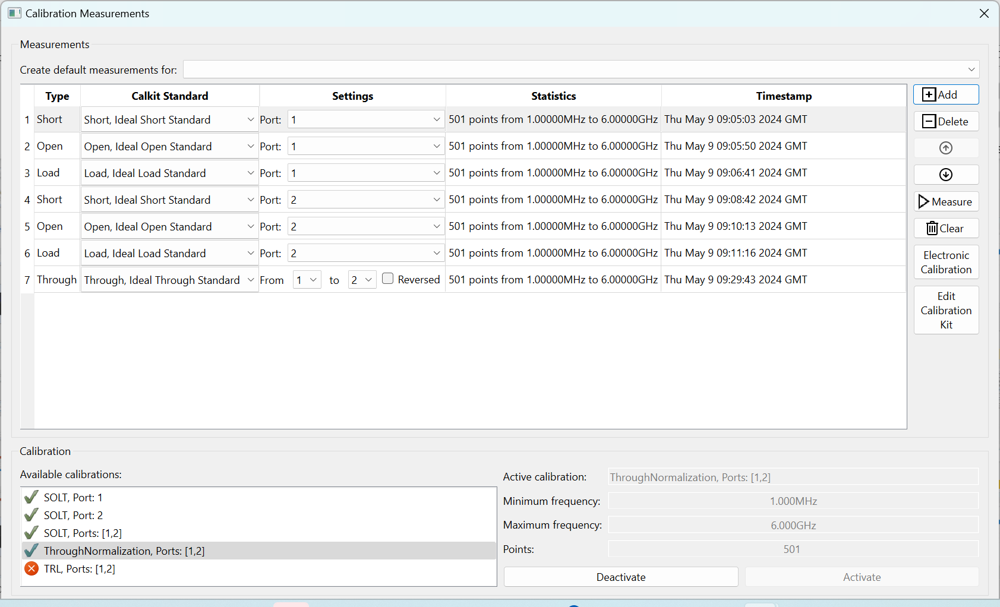 Calibration Measurements
Measurements
Create default measurements for:
Type Calkit Standard Settings Statistics Timestamp
1 Short Short, Ideal Short Standard Port: 1 501 points from 1.00000MHz to 6.00000GHz Thu May 9 09:05:03 2024 GMT
2 Open Open, Ideal Open Standard Port: 1 501 points from 1.00000MHz to 6.00000GHz Thu May 9 09:05:50 2024 GMT
3 Load Load, Ideal Load Standard Port: 1 501 points from 1.00000MHz to 6.00000GHz Thu May 9 09:06:41 2024 GMT
4 Short Short, Ideal Short Standard Port: 2 501 points from 1.00000MHz to 6.00000GHz Thu May 9 09:08:42 2024 GMT
5 Open Open, Ideal Open Standard Port: 2 501 points from 1.00000MHz to 6.00000GHz Thu May 9 09:10:13 2024 GMT
6 Load Load, Ideal Load Standard Port: 2 501 points from 1.00000MHz to 6.00000GHz Thu May 9 09:11:16 2024 GMT
7 Through Through, Ideal Through Standard From 1 to 2 Reversed 501 points from 1.00000MHz to 6.00000GHz Thu May 9 09:29:43 2024 GMT
Add
Delete
Measure
Clear
Electronic
Calibration
Edit
Calibration
Kit
Calibration
Available calibrations:
SOLT, Port: 1
SOLT, Port: 2
SOLT, Ports: [1,2]
ThroughNormalization, Ports: [1,2]
TRL, Ports: [1,2]
Active calibration: ThroughNormalization, Ports: [1,2]
Minimum frequency: 1.000MHz
Maximum frequency: 6.000GHz
Points: 501
Deactivate Activate